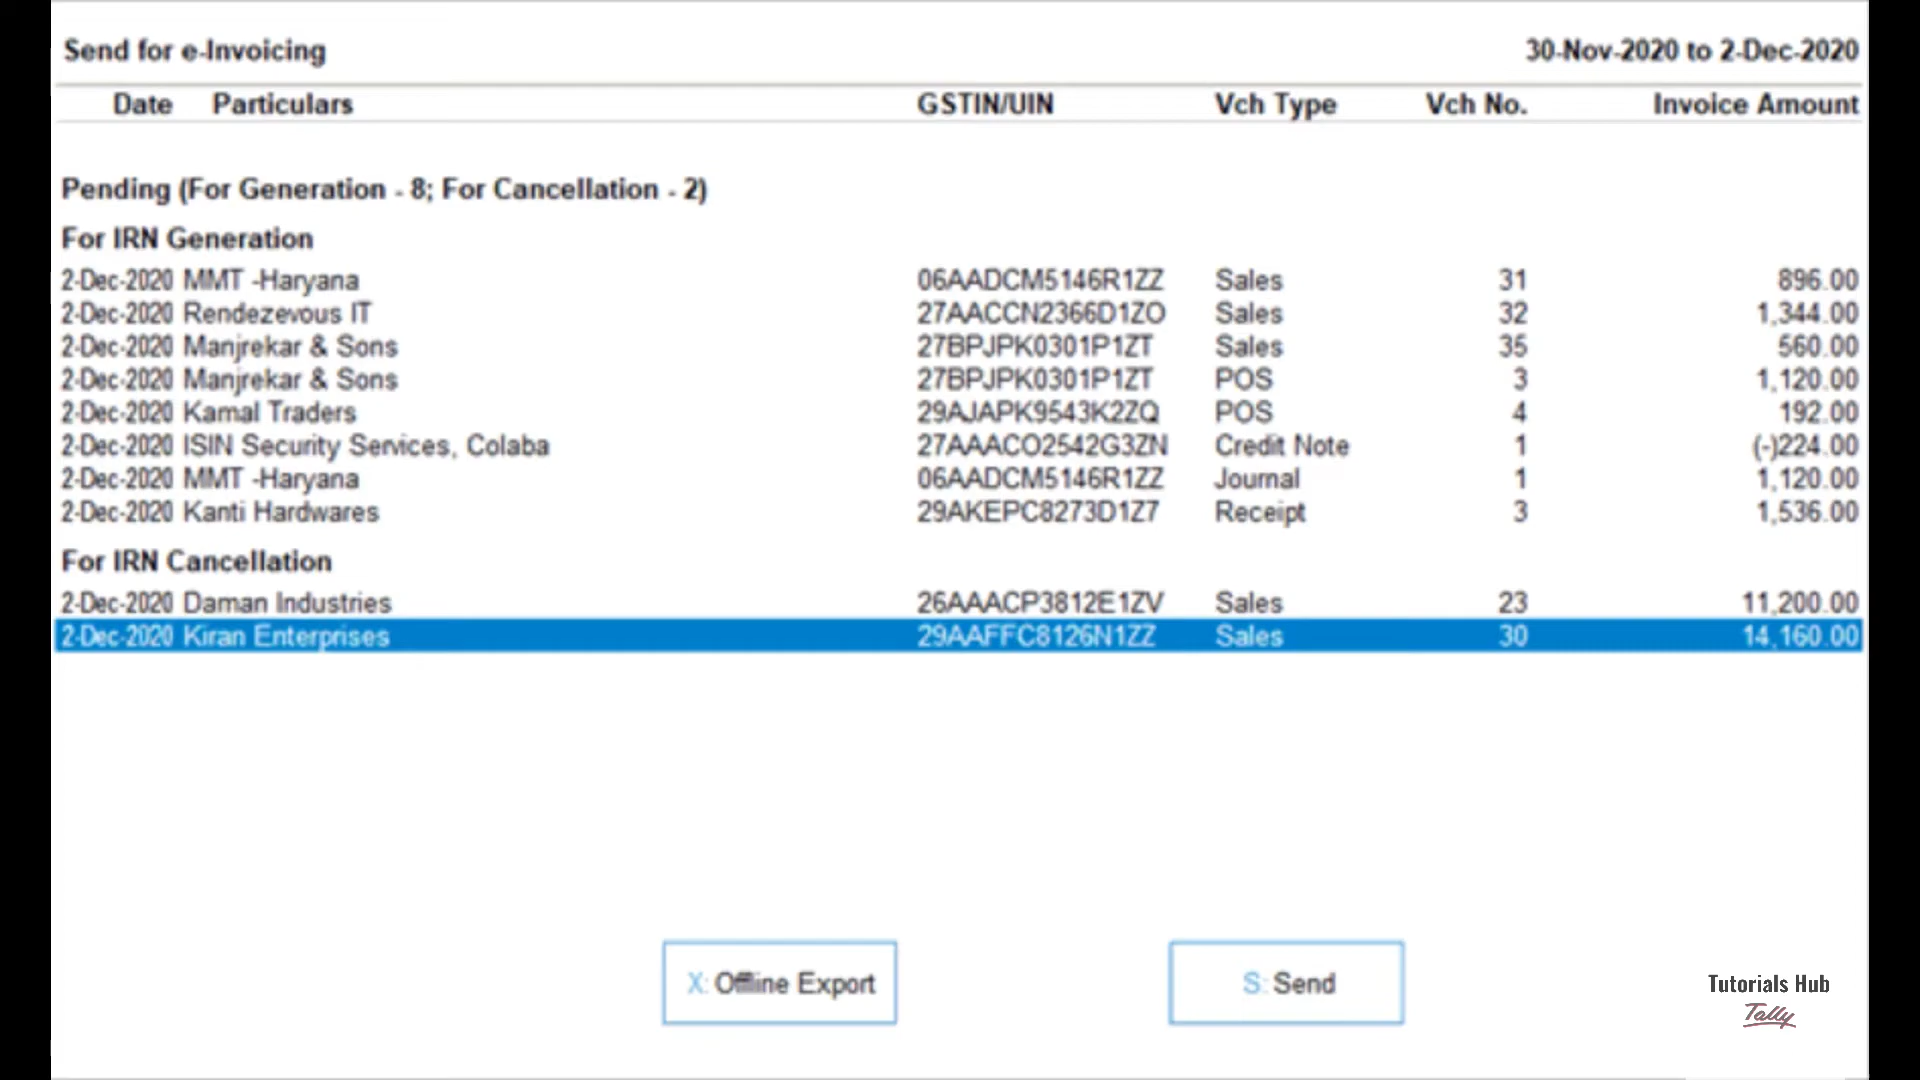 Send for e-Invoicing 30-Nov-2020 to 2-Dec-2020
Date Particulars GSTIN/UIN Vch Type Vch No. Invoice Amount
Pending (For Generation - 8; For Cancellation - 2)
For IRN Generation
2-Dec-2020 MMT -Haryana 06AADCM5146R1ZZ Sales 31 896.00
2-Dec-2020 Rendezevous IT 27AACCN2366D1ZO Sales 32 1,344.00
2-Dec-2020 Manjrekar & Sons 27BPJPK0301P1ZT Sales 35 560.00
2-Dec-2020 Manjrekar & Sons 27BPJPK0301P1ZT POS 3 1,120.00
2-Dec-2020 Kamal Traders 29AJAPK9543K2ZQ POS 4 192.00
2-Dec-2020 ISIN Security Services, Colaba 27AAACO2542G3ZN Credit Note 1 (-)224.00
2-Dec-2020 MMT -Haryana 06AADCM5146R1ZZ Journal 1 1,120.00
2-Dec-2020 Kanti Hardwares 29AKEPC8273D1Z7 Receipt 3 1,536.00
For IRN Cancellation
2-Dec-2020 Daman Industries 26AAACP3812E1ZV Sales 23 11,200.00
2-Dec-2020 Kiran Enterprises 29AAFFC8126N1ZZ Sales 30 14,160.00
X: Offline Export S: Send
Tutorials Hub
Tally